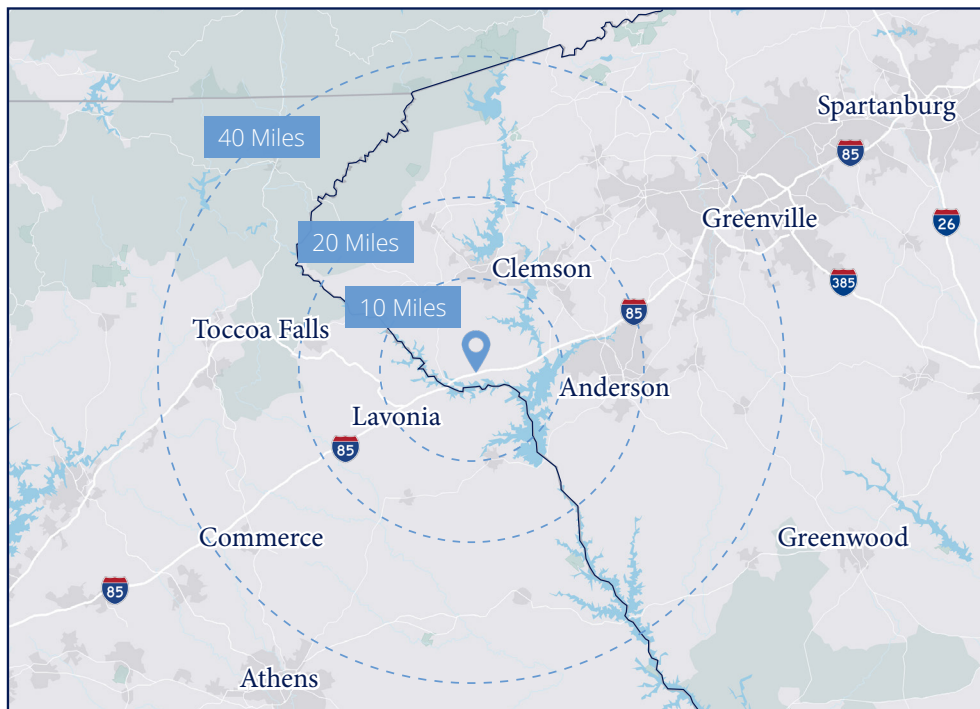 Spartanburg
40 Miles
85
Greenville
26
20 Miles
Clemson
385
10 Miles
85
Toccoa Falls
Anderson
Lavonia
85
Commerce
Greenwood
85
Athens